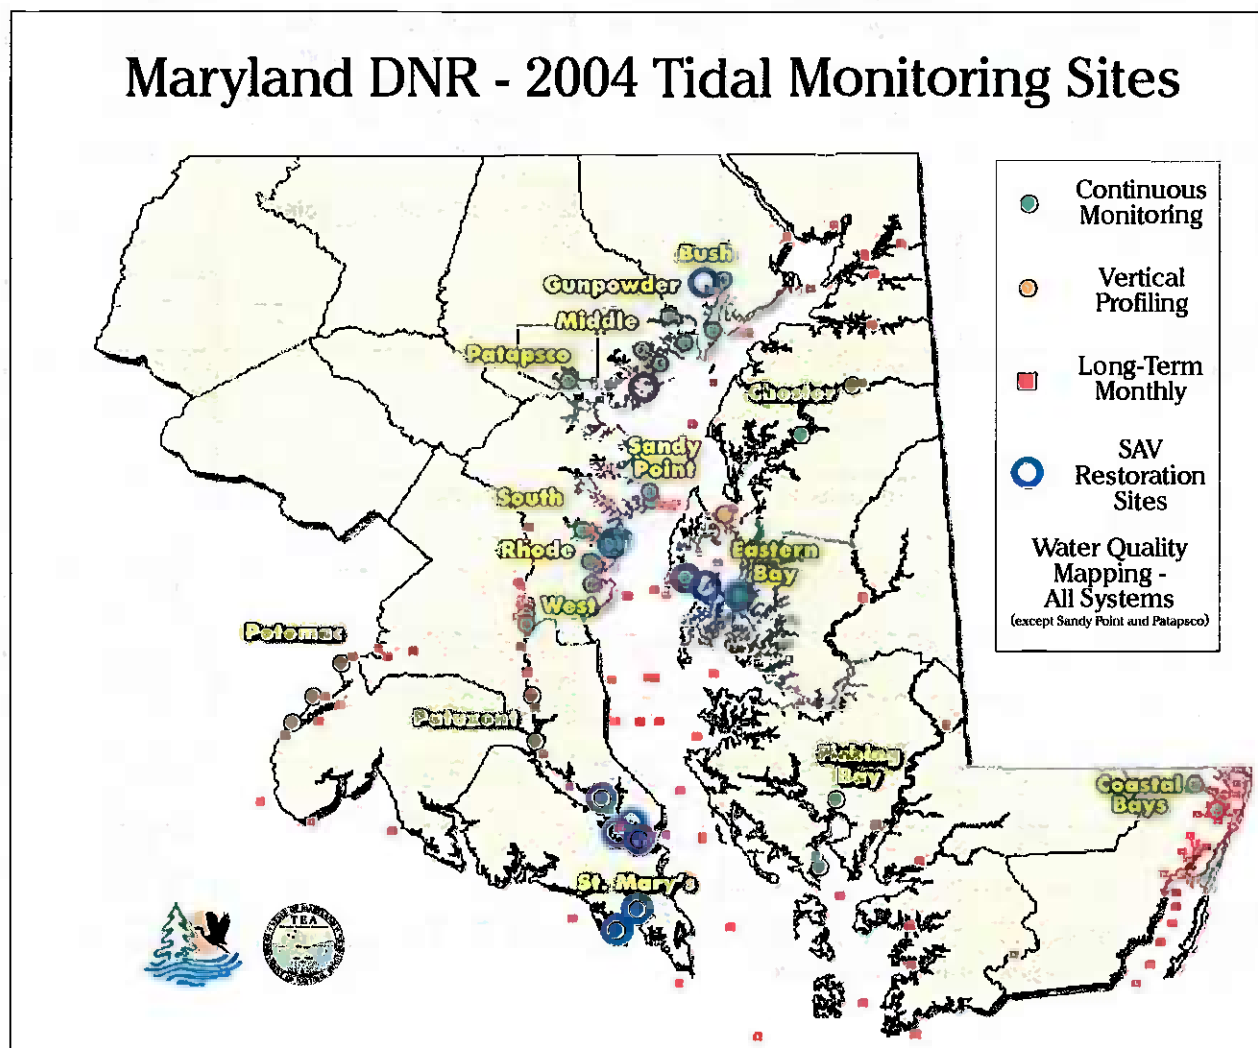 Maryland DNR - 2004 Tidal Monitoring Sites
Continuous
Monitoring
Vertical
Profiling
Long-Term
Monthly
SAV
Restoration
Sites
Water Quality
Mapping -
All Systems
(except Sandy Point and Patapsco)
Bush
Gunpowder
Middle
Patapsco
Chester
Sandy
Point
South
Rhode
Eastern
Bay
West
Potomac
Patuxent
Fishing
Bay
Coastal
Bays
St. Mary's
TEA